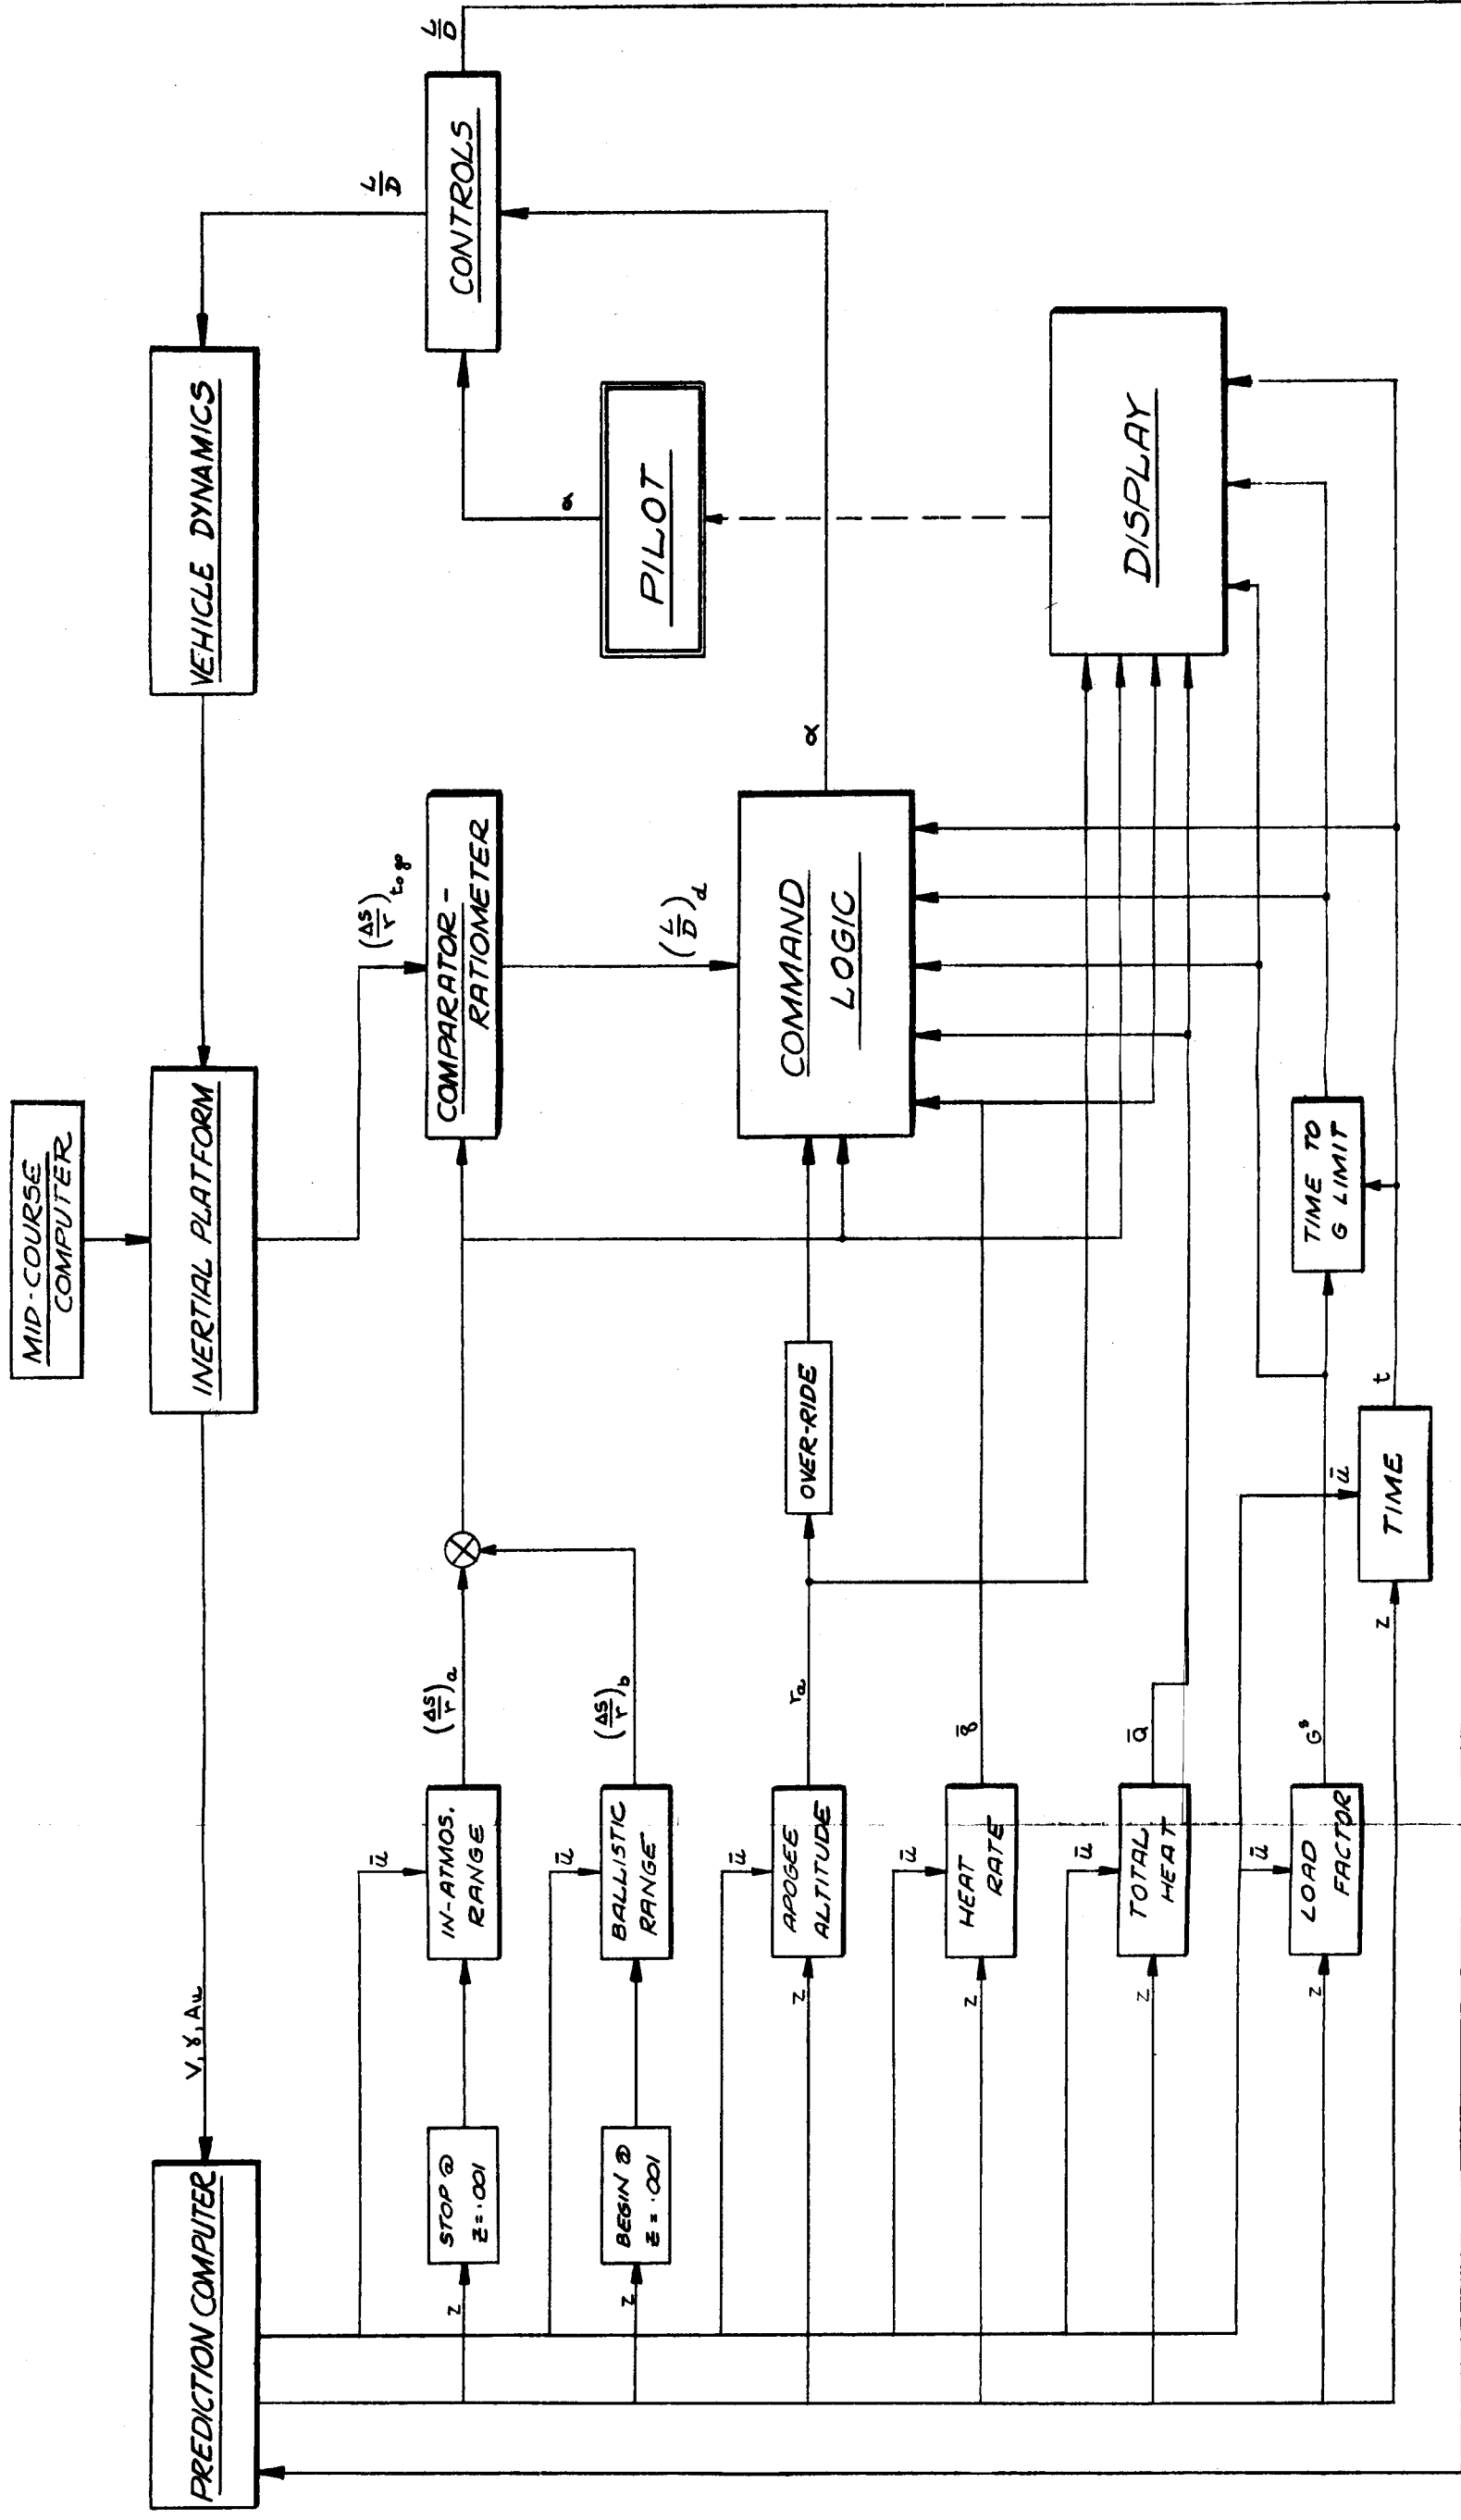 MID-COURSE
COMPUTER
PREDICTION COMPUTER
V, γ, Au
INERTIAL PLATFORM
VEHICLE DYNAMICS
L/D
L/D
z
STOP @
z = .001
ū
IN-ATMOS.
RANGE
(ΔS/r)a
(ΔS/r) to go
COMPARATOR-
RATIOMETER
CONTROLS
z
BEGIN @
z = .001
ū
BALLISTIC
RANGE
(ΔS/r)b
(L/D)d
α
PILOT
z
ū
APOGEE
ALTITUDE
ra
OVER-RIDE
COMMAND
LOGIC
α
z
ū
HEAT
RATE
q̄
z
ū
TOTAL
HEAT
Q̄
DISPLAY
z
ū
LOAD
FACTOR
G's
TIME TO
G LIMIT
z
ū
TIME
t